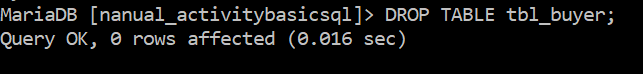 MariaDB [nanual_activitybasicsql]> DROP TABLE tbl_buyer;
Query OK, 0 rows affected (0.016 sec)